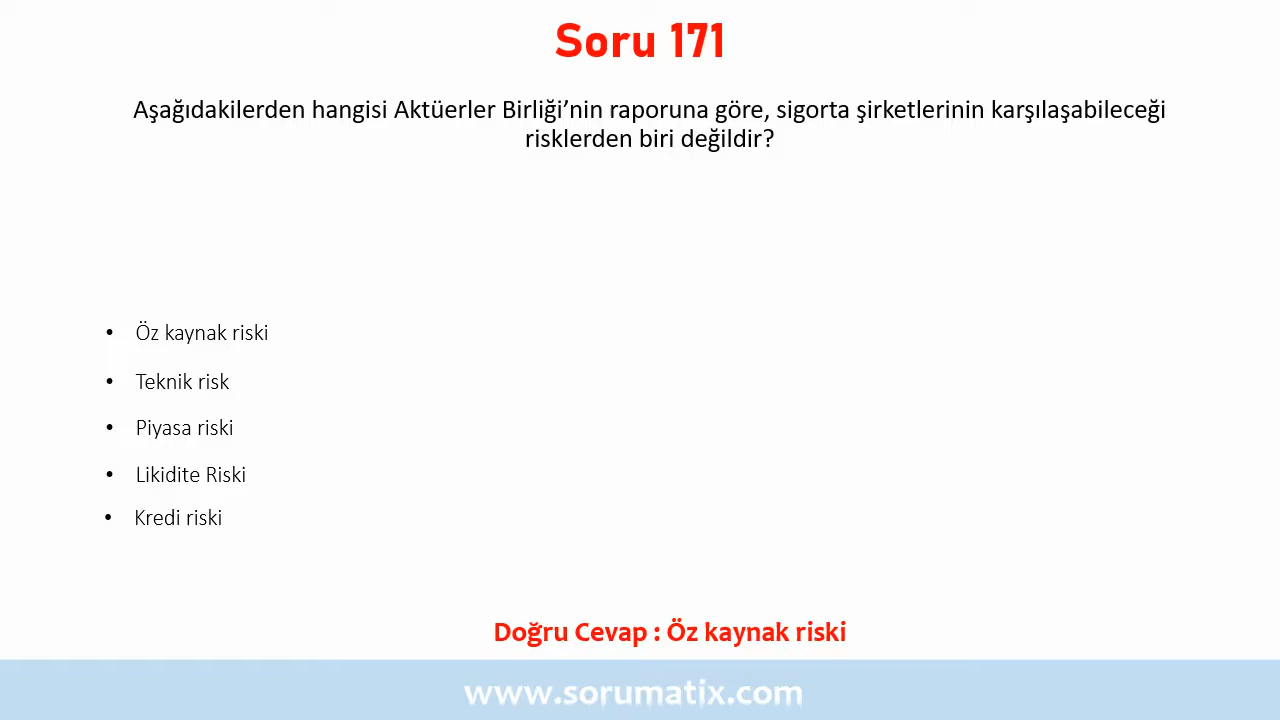 Soru 171
Aşağıdakilerden hangisi Aktüerler Birliği’nin raporuna göre, sigorta şirketlerinin karşılaşabileceği
risklerden biri değildir?
• Öz kaynak riski
• Teknik risk
• Piyasa riski
• Likidite Riski
• Kredi riski
Doğru Cevap : Öz kaynak riski
www.sorumatix.com